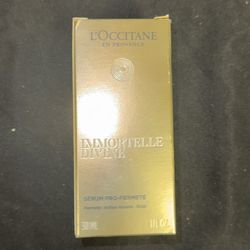 L'OCCITANE
EN PROVENCE
IMMORTELLE
DIVINE
SÉRUM PRO-FERMETÉ
30 ML
1 fl. Oz